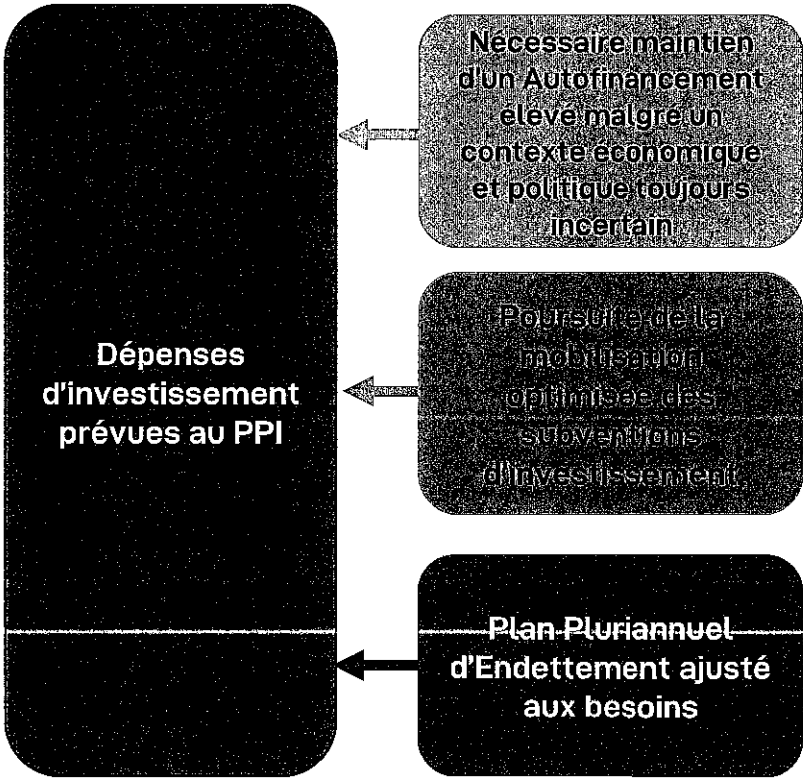 Dépenses
d'investissement
prévues au PPI
Nécessaire maintien
d'un Autofinancement
élevé malgré un
contexte économique
et politique toujours
incertain
Poursuite de la
mobilisation
optimisée des
subventions
d'investissement
Plan Pluriannuel
d'Endettement ajusté
aux besoins